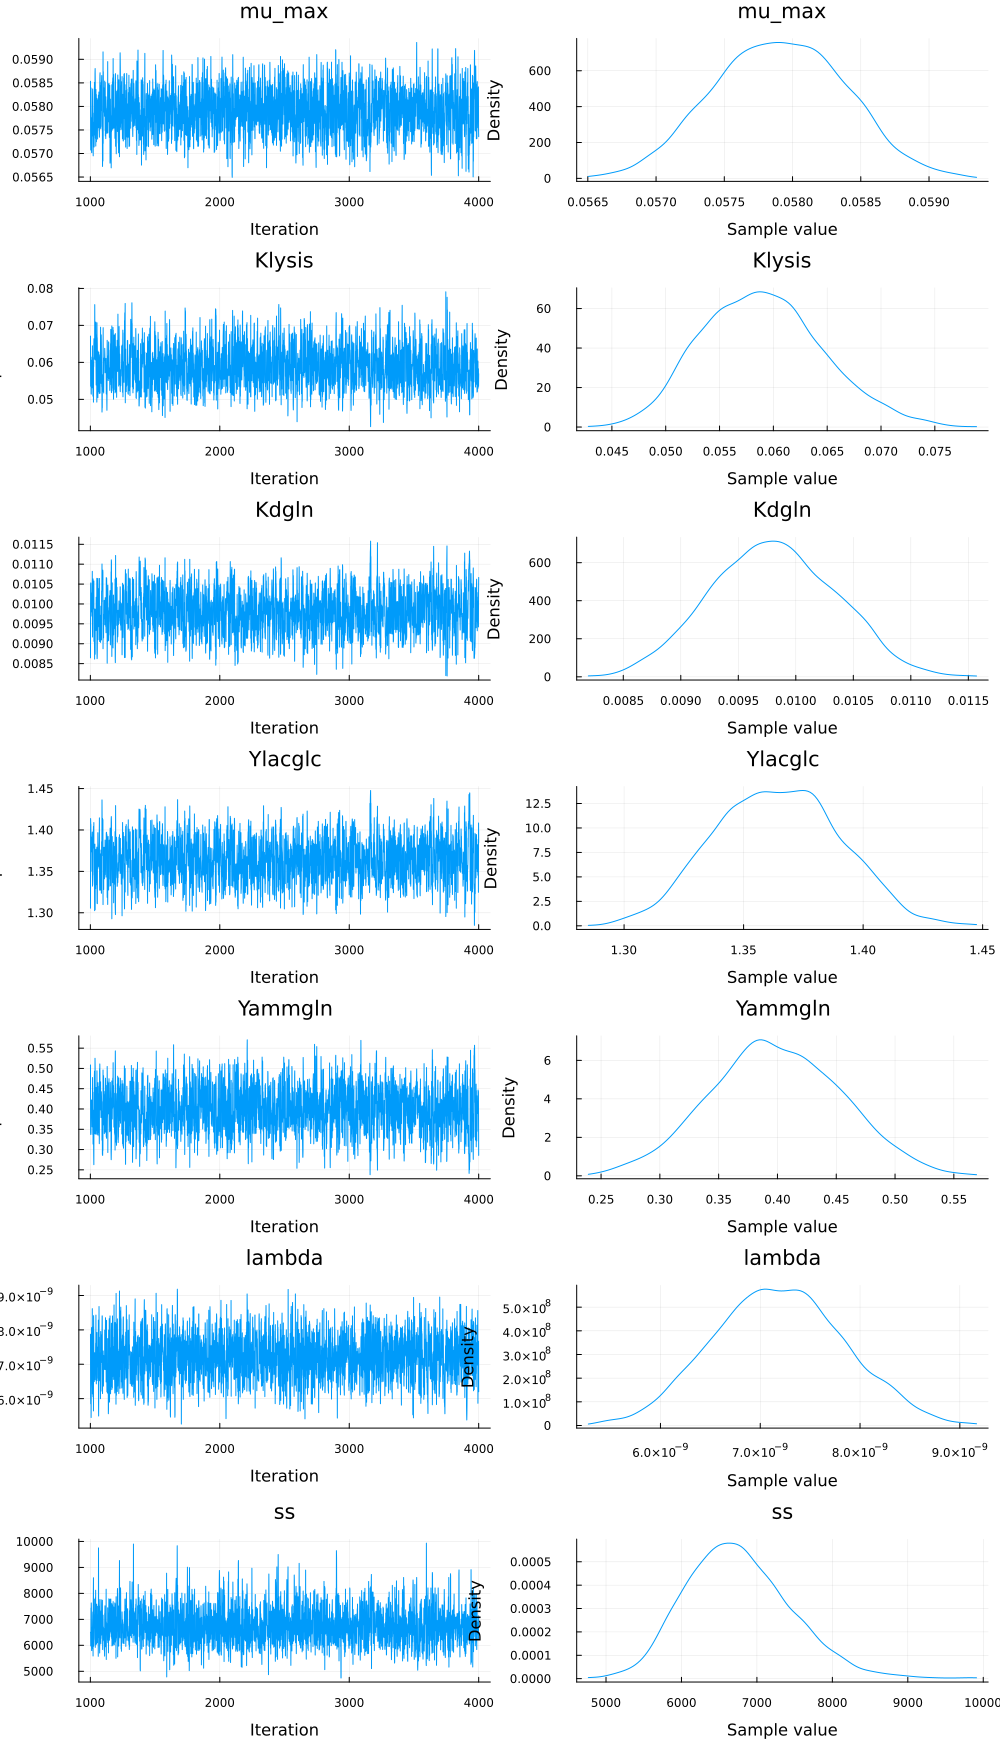 mu_max mu_max
0.0590
0.0585
0.0580
0.0575
0.0570
0.0565
1000 2000 3000 4000
Iteration
Density
600
400
200
0
0.0565 0.0570 0.0575 0.0580 0.0585 0.0590
Sample value
Klysis Klysis
0.08
0.07
0.06
0.05
1000 2000 3000 4000
Iteration
Density
60
40
20
0
0.045 0.050 0.055 0.060 0.065 0.070 0.075
Sample value
Kdgln Kdgln
0.0115
0.0105
0.0100
0.0095
0.0090
0.0085
1000 2000 3000 4000
Iteration
Density
600
400
200
0
0.0085 0.0090 0.0095 0.0100 0.0105 0.0110 0.0115
Sample value
Ylacglc Ylacglc
1.45
1.40
1.35
1.30
1000 2000 3000 4000
Iteration
Density
12.5
10.0
7.5
5.0
2.5
0.0
1.30 1.35 1.40 1.45
Sample value
Yammgln Yammgln
0.55
0.50
0.45
0.40
0.35
0.30
0.25
1000 2000 3000 4000
Iteration
Density
6
4
2
0
0.25 0.30 0.35 0.40 0.45 0.50 0.55
Sample value
lambda lambda
9.0×10⁻⁹
8.0×10⁻⁹
7.0×10⁻⁹
6.0×10⁻⁹
1000 2000 3000 4000
Iteration
Density
5.0×10⁸
4.0×10⁸
3.0×10⁸
2.0×10⁸
1.0×10⁸
0
6.0×10⁻⁹ 7.0×10⁻⁹ 8.0×10⁻⁹ 9.0×10⁻⁹
Sample value
ss ss
10000
9000
8000
7000
6000
5000
1000 2000 3000 4000
Iteration
Density
0.0005
0.0004
0.0003
0.0002
0.0001
0.0000
5000 6000 7000 8000 9000 10000
Sample value